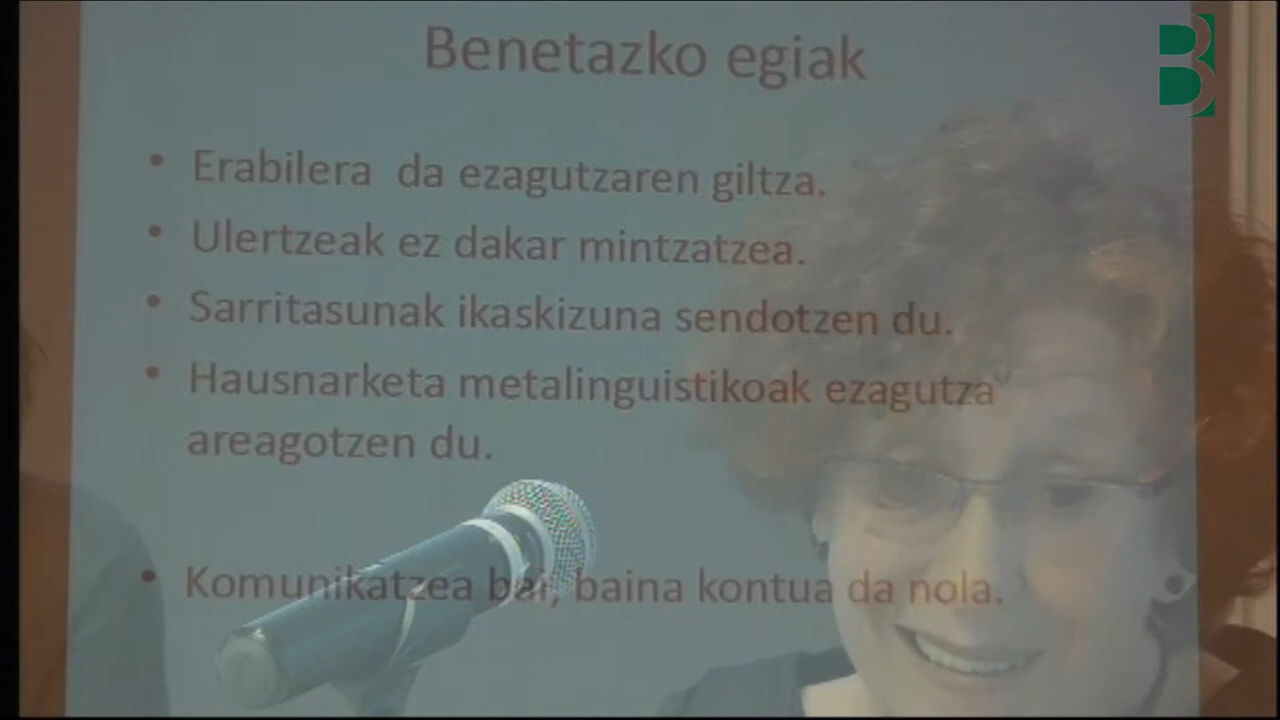 B
Benetazko egiak
• Erabilera da ezagutzaren giltza.
• Ulertzeak ez dakar mintzatzea.
• Sarritasunak ikaskizuna sendotzen du.
• Hausnarketa metalinguistikoak ezagutza
areagotzen du.
• Komunikatzea bai, baina kontua da nola.